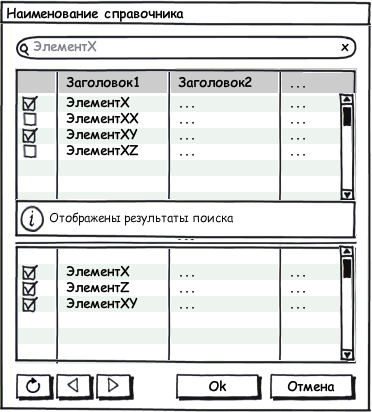 Наименование справочника
ЭлементX x
Заголовок1 Заголовок2 ...
ЭлементX ... ...
ЭлементXX ... ...
ЭлементXY ... ...
ЭлементXZ ... ...
i Отображены результаты поиска
...
ЭлементX ... ...
ЭлементZ ... ...
ЭлементXY ... ...
Ok Отмена